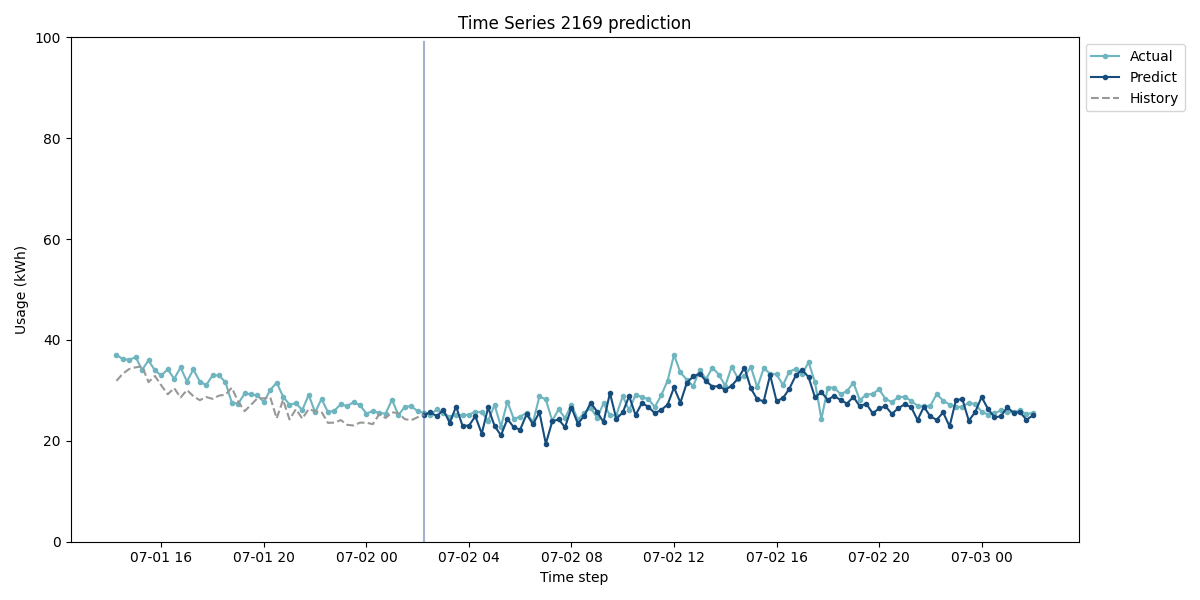 Time Series 2169 prediction
100
80
60
40
20
0
Usage (kWh)
07-01 16
07-01 20
07-02 00
07-02 04
07-02 08
07-02 12
07-02 16
07-02 20
07-03 00
Time step
Actual
Predict
History